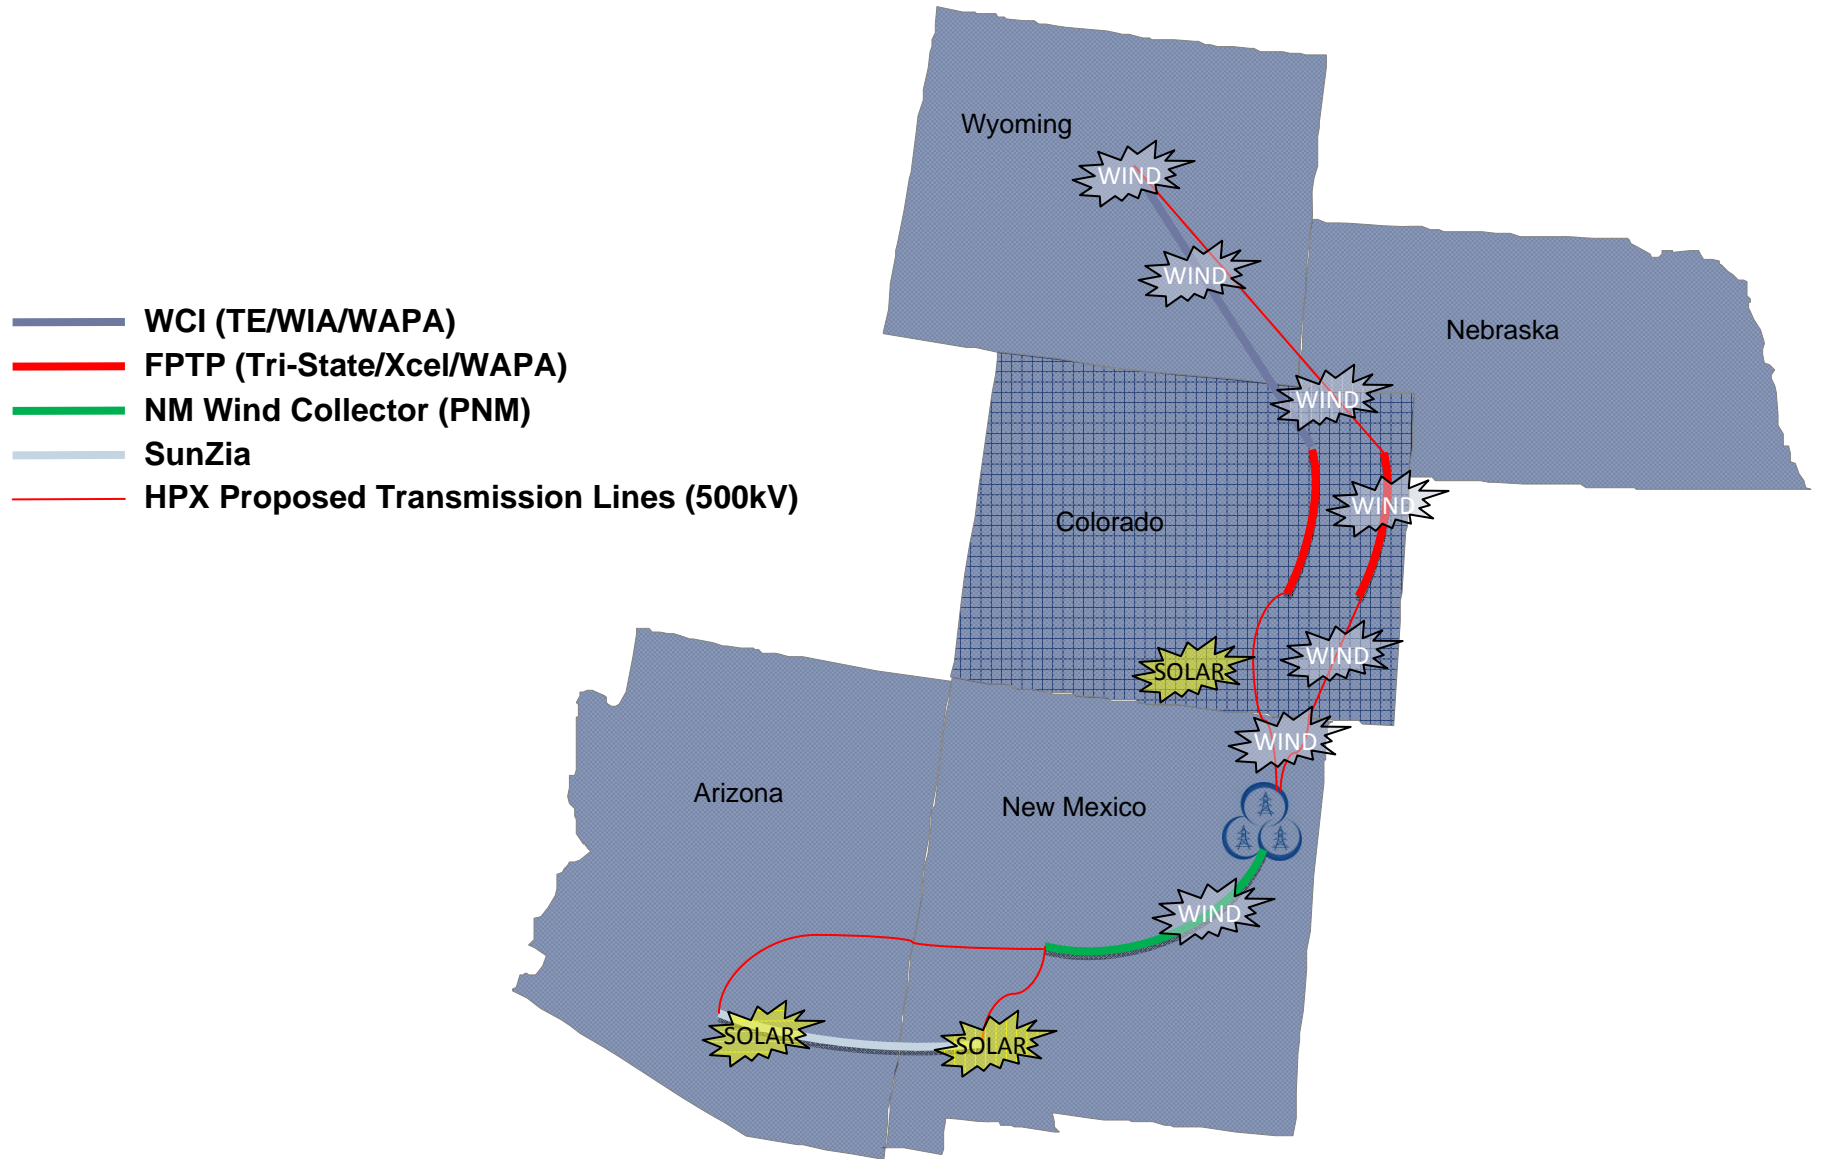 Wyoming
WIND
WIND
WCI (TE/WIA/WAPA)
FPTP (Tri-State/Xcel/WAPA)
NM Wind Collector (PNM)
SunZia
HPX Proposed Transmission Lines (500kV)
Nebraska
WIND
WIND
Colorado
WIND
SOLAR
WIND
Arizona
New Mexico
WIND
SOLAR
SOLAR